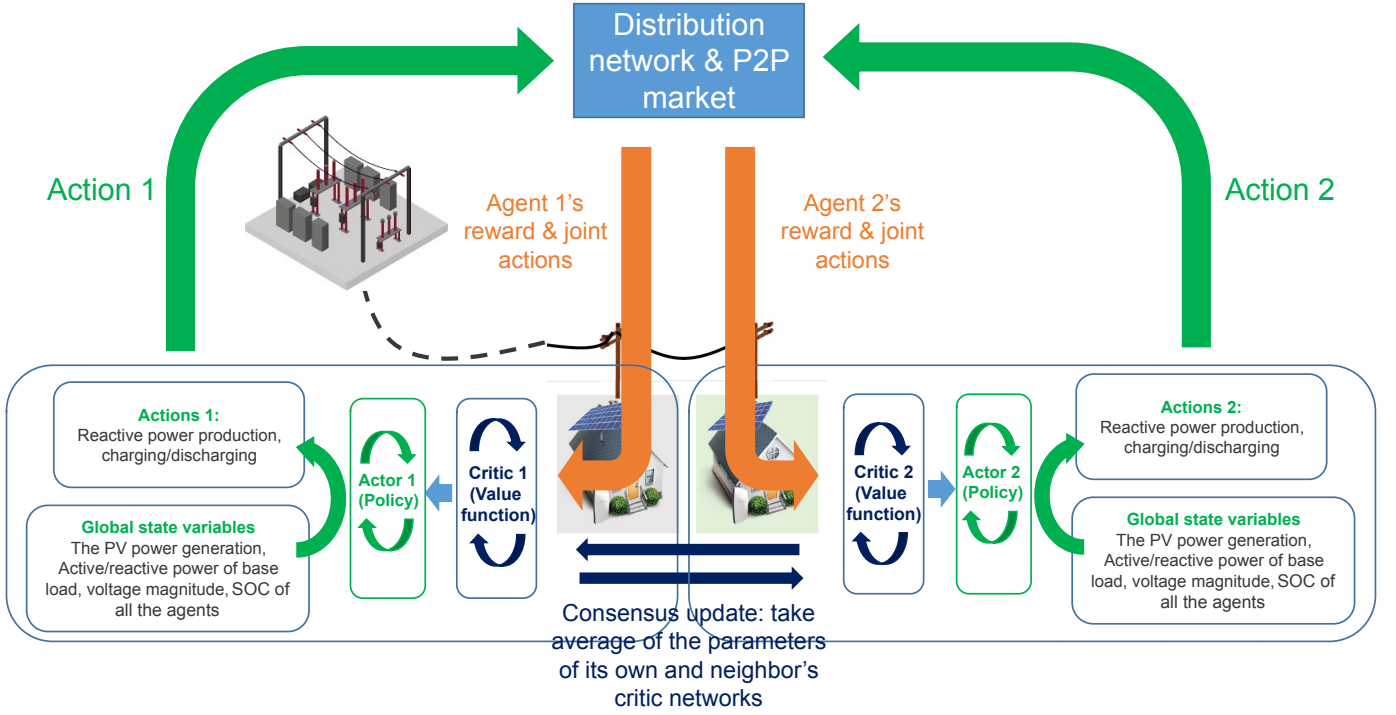 Distribution
network & P2P
market
Action 1
Agent 1's
reward & joint
actions
Agent 2's
reward & joint
actions
Action 2
Actions 1:
Reactive power production,
charging/discharging
Global state variables
The PV power generation,
Active/reactive power of base
load, voltage magnitude, SOC of
all the agents
Actor 1
(Policy)
Critic 1
(Value
function)
Critic 2
(Value
function)
Actor 2
(Policy)
Actions 2:
Reactive power production,
charging/discharging
Global state variables
The PV power generation,
Active/reactive power of base
load, voltage magnitude, SOC of
all the agents
Consensus update: take
average of the parameters
of its own and neighbor's
critic networks